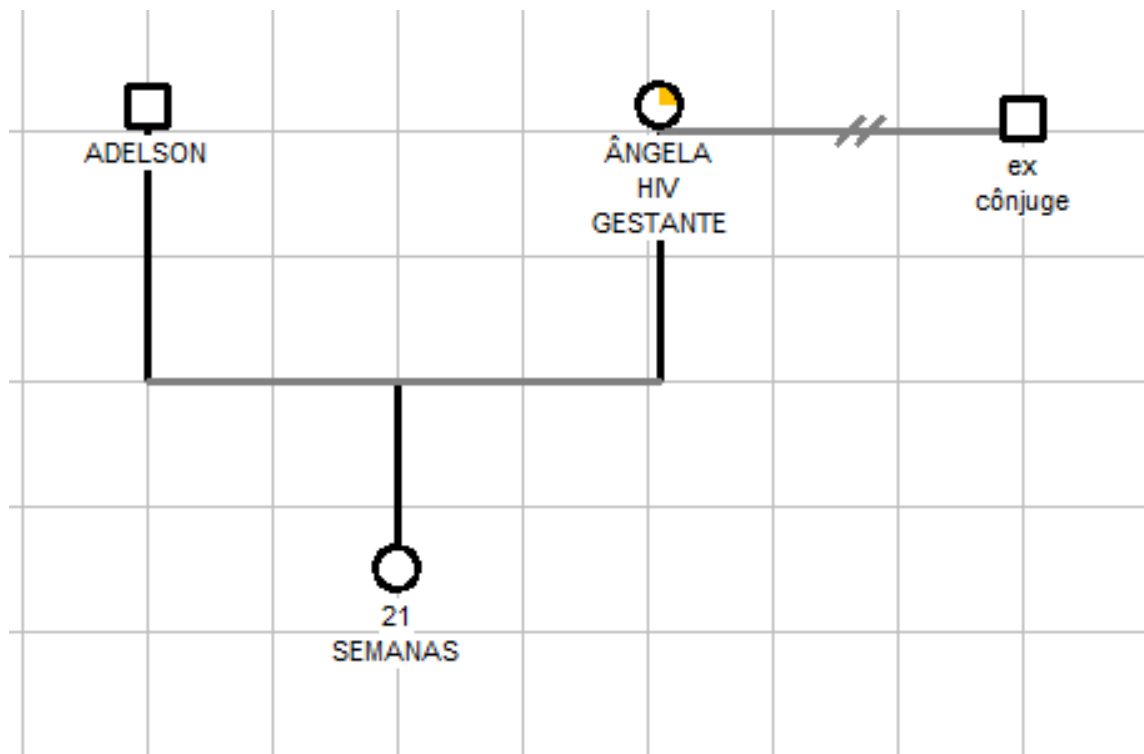 ADELSON
ÂNGELA
HIV
GESTANTE
ex
cônjuge
21
SEMANAS